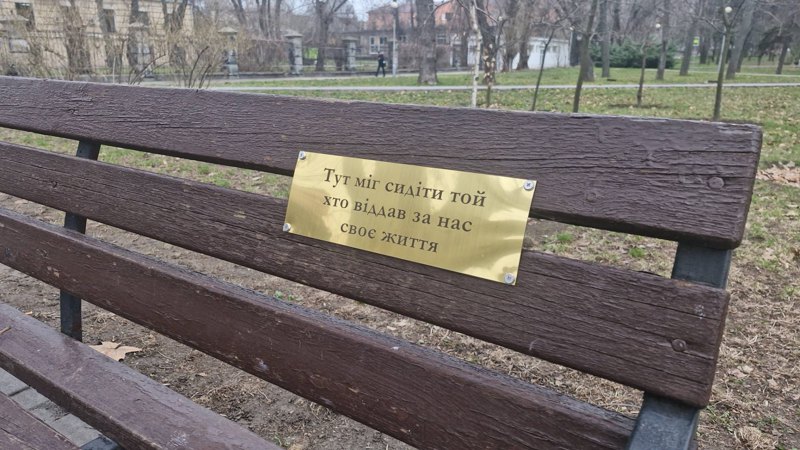 Тут міг сидіти той
хто віддав за нас
своє життя